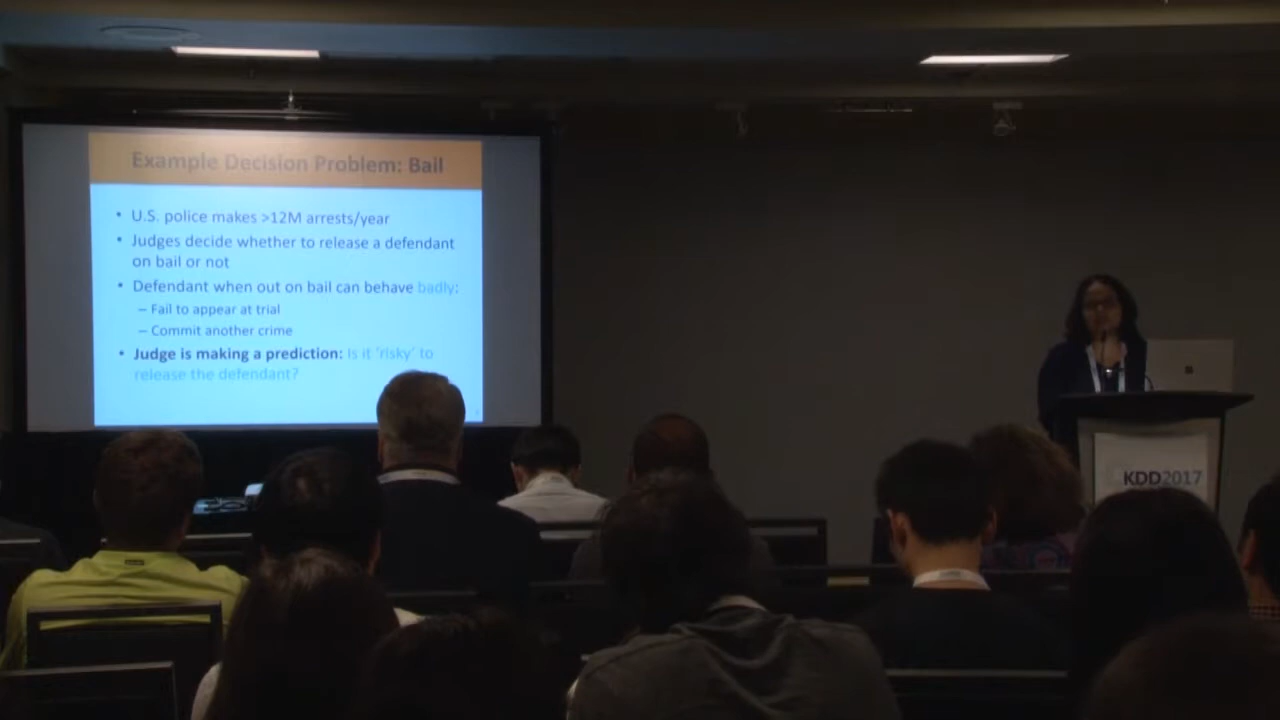 Example Decision Problem: Bail
• U.S. police makes >12M arrests/year
• Judges decide whether to release a defendant
on bail or not
• Defendant when out on bail can behave badly:
– Fail to appear at trial
– Commit another crime
• Judge is making a prediction: Is it ‘risky’ to
release the defendant?
KDD2017